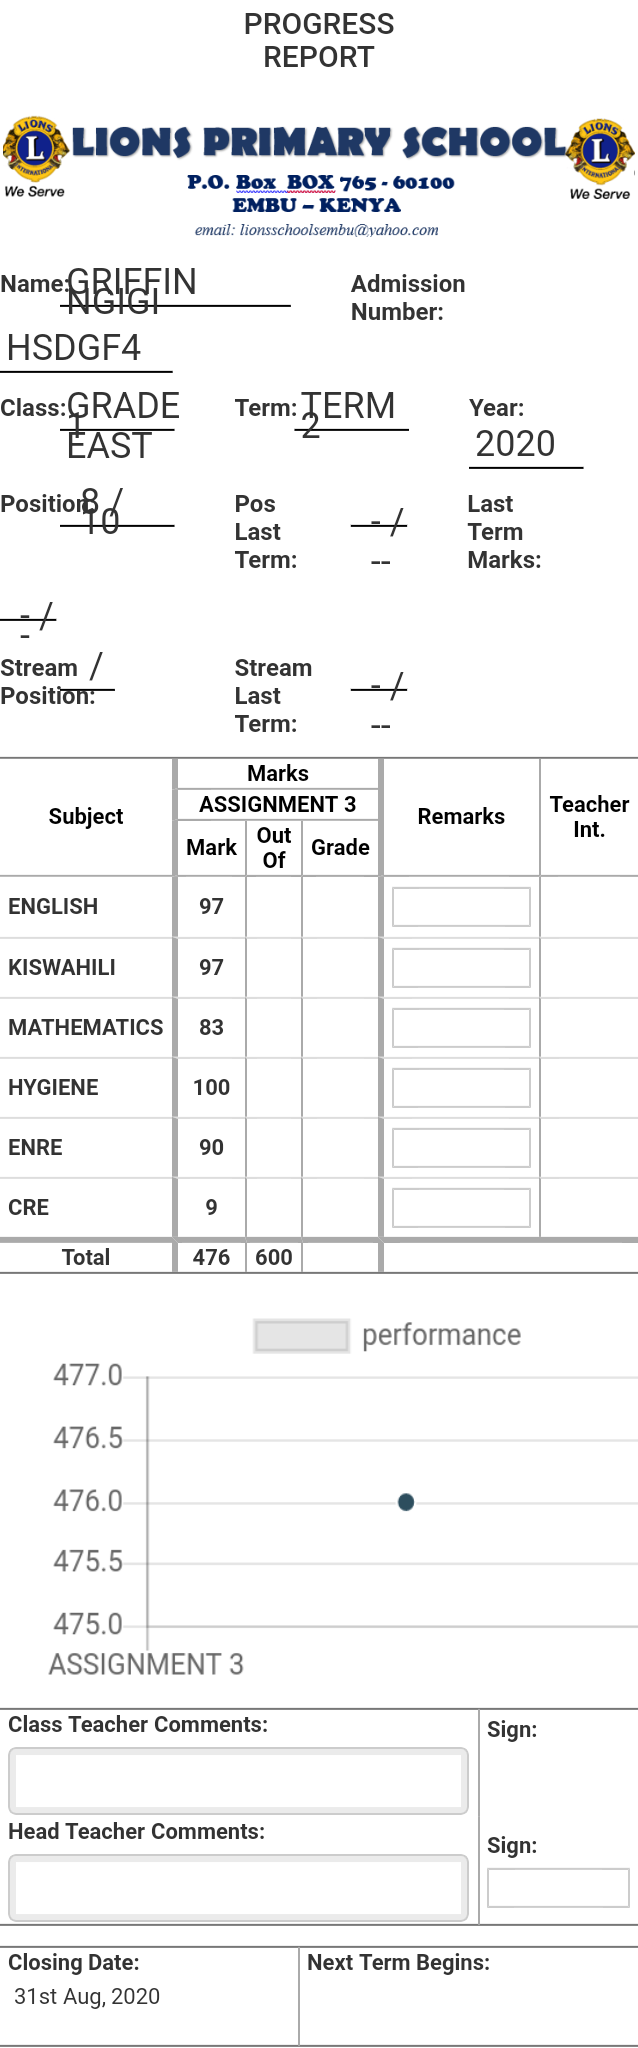 PROGRESS
REPORT
LIONS PRIMARY SCHOOL
LIONS
L
INTERNATIONAL
We Serve
LIONS
L
INTERNATIONAL
We Serve
P.O. Box BOX 765 - 60100
EMBU – KENYA
email: lionsschoolsembu@yahoo.com
Name: GRIFFIN
NGIGI
Admission
Number:
HSDGF4
Class: GRADE
1
EAST
Term: TERM
2
Year:
2020
Position: 8 /
10
Pos
Last
Term:
- /
--
Last
Term
Marks:
- /
-
Stream
Position:
/
Stream
Last
Term:
- /
--
Subject Marks Remarks Teacher
Int.
ASSIGNMENT 3
Mark Out
Of Grade
ENGLISH 97
KISWAHILI 97
MATHEMATICS 83
HYGIENE 100
ENRE 90
CRE 9
Total 476 600
performance
477.0
476.5
476.0
475.5
475.0
ASSIGNMENT 3
Class Teacher Comments:
Sign:
Head Teacher Comments:
Sign:
Closing Date:
31st Aug, 2020
Next Term Begins: